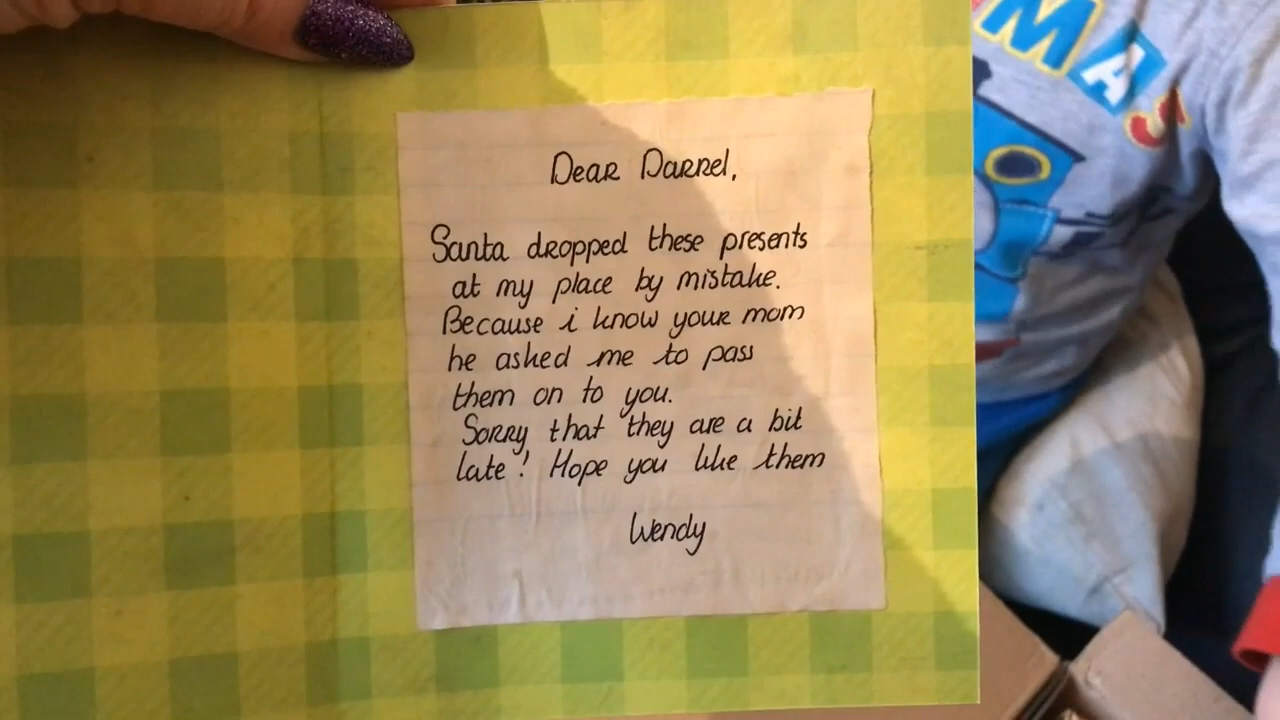 Dear Darrel,
Santa dropped these presents
at my place by mistake.
Because i know your mom
he asked me to pass
them on to you.
Sorry that they are a bit
late! Hope you like them
Wendy
MAS